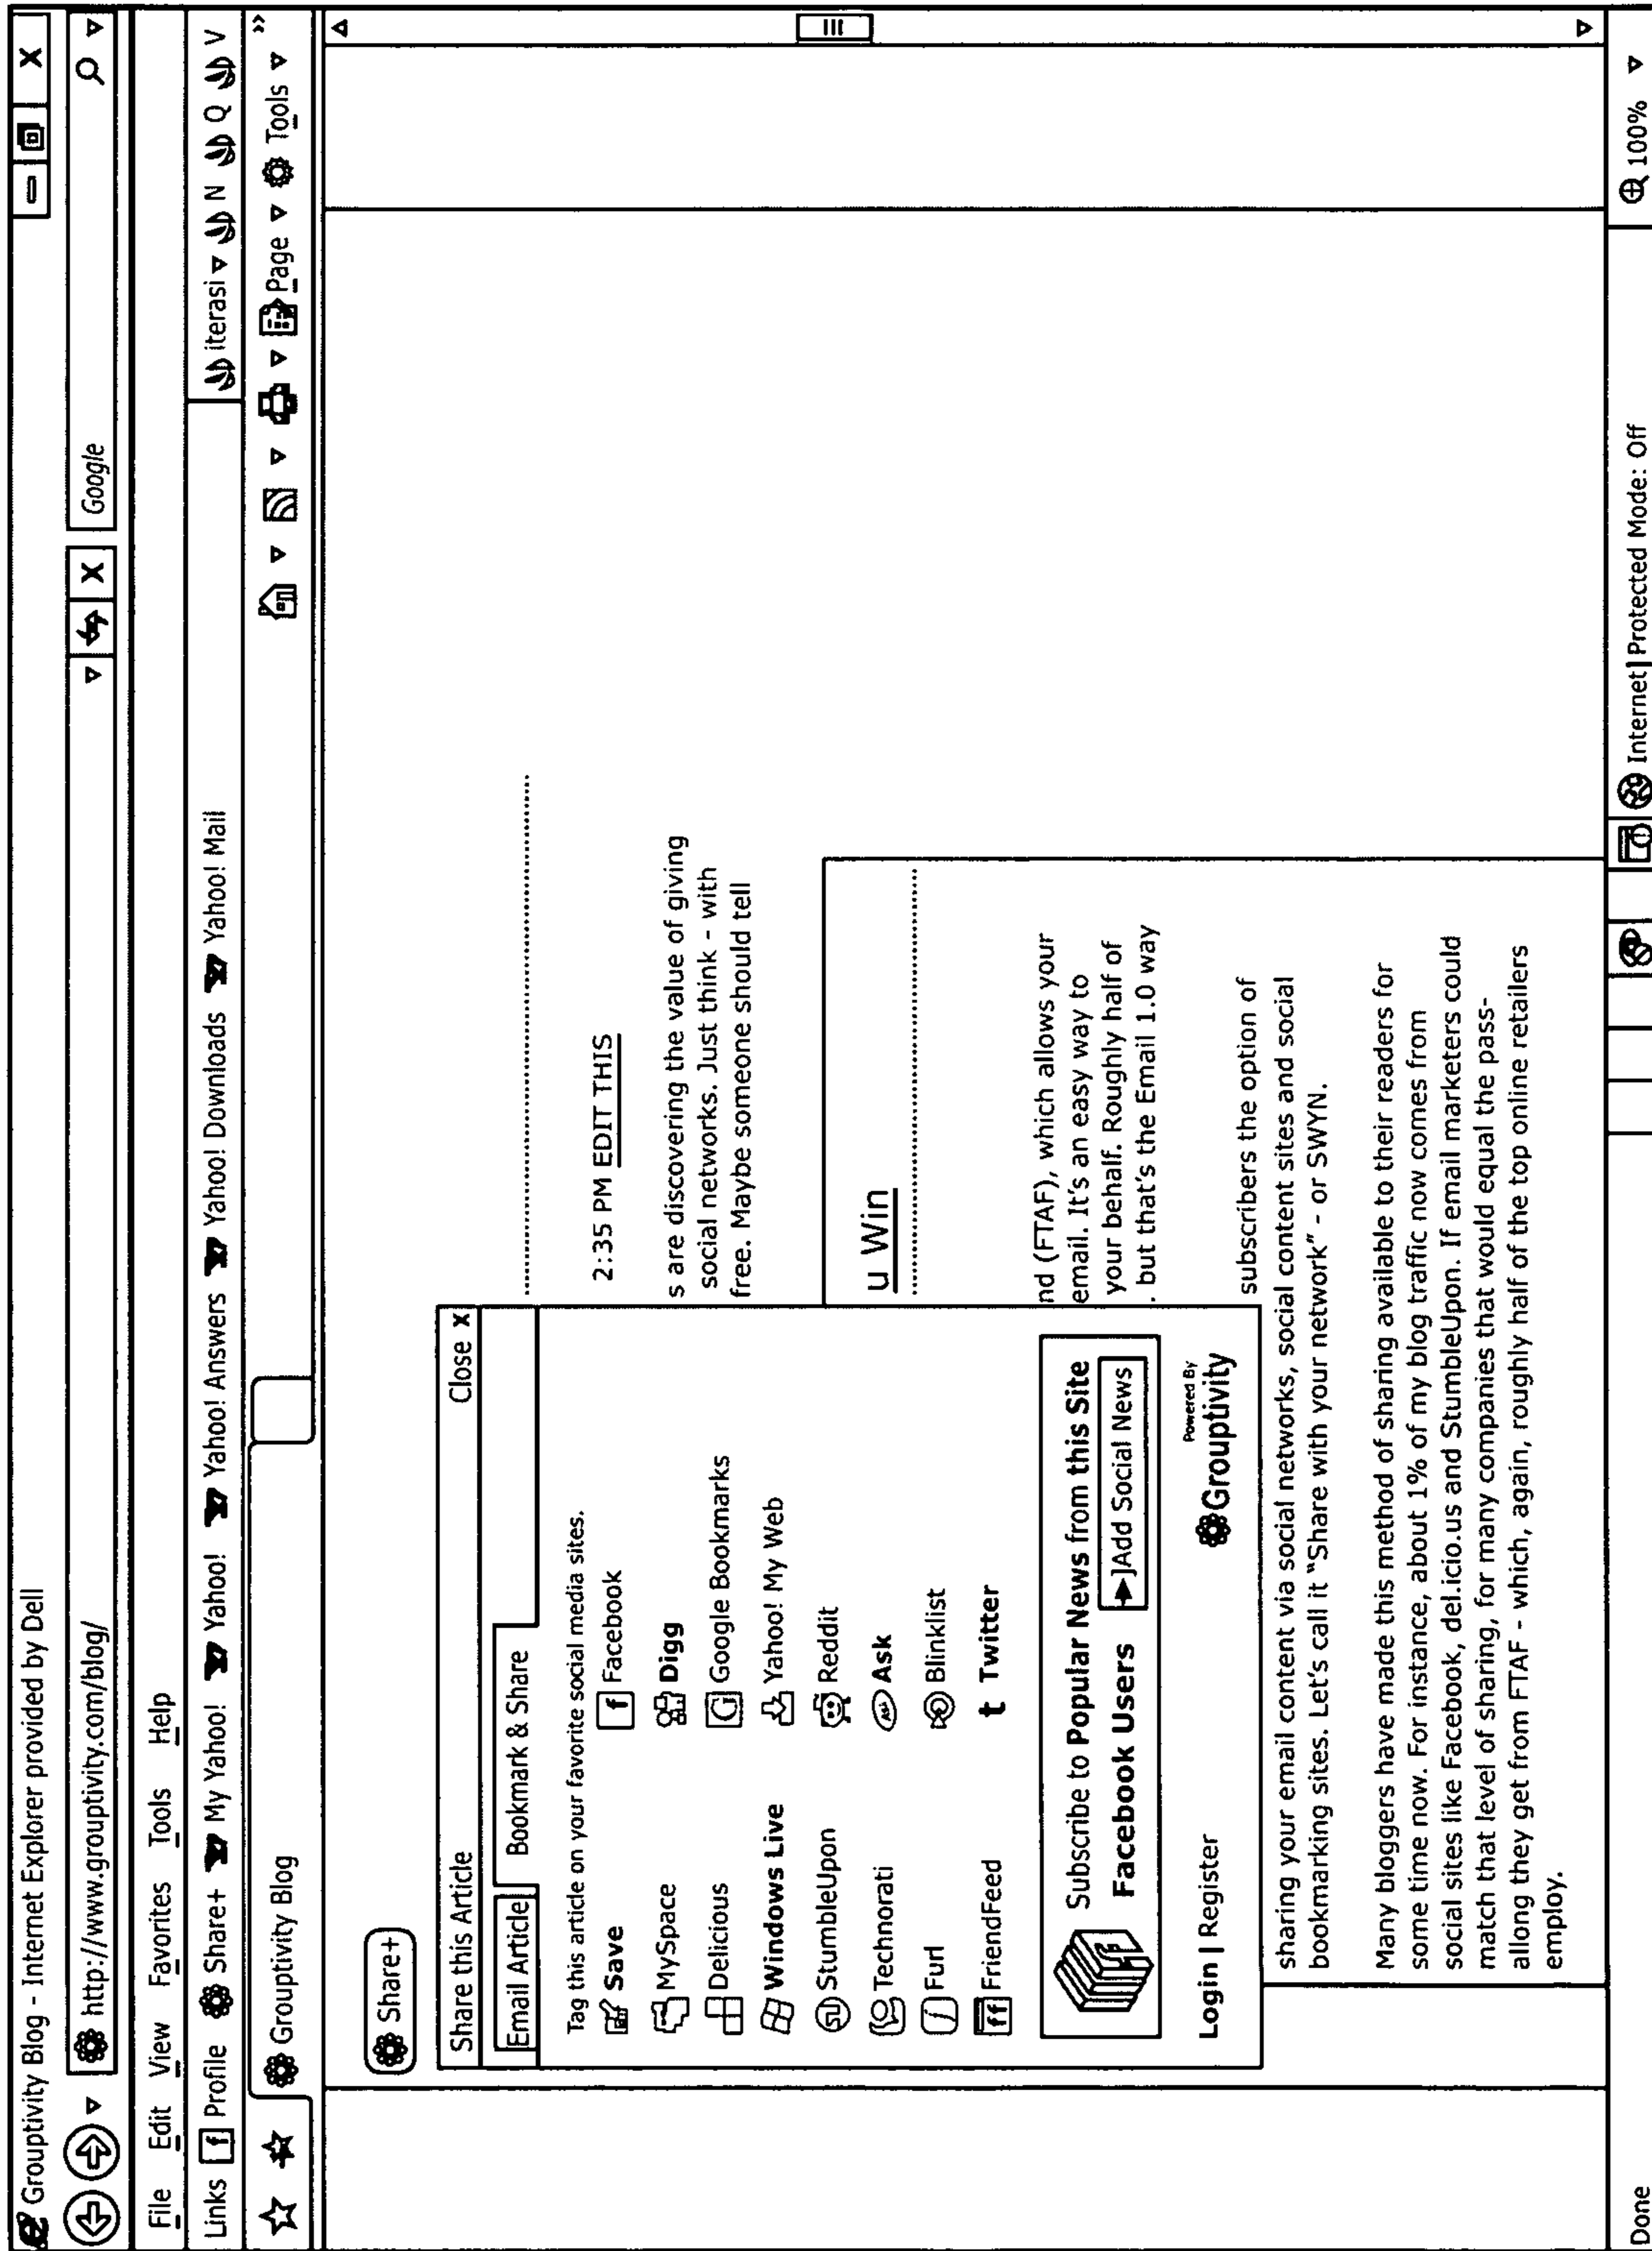 Grouptivity Blog - Internet Explorer provided by Dell
http://www.grouptivity.com/blog/
Google
File Edit View Favorites Tools Help
Links Profile Share+ My Yahoo! Yahoo! Yahoo! Answers Yahoo! Downloads Yahoo! Mail iterasi N Q V
Grouptivity Blog Page Tools »
Share+
Share this Article Close X
Email Article Bookmark & Share
Tag this article on your favorite social media sites.
Save Facebook
MySpace Digg
Delicious Google Bookmarks
Windows Live Yahoo! My Web
StumbleUpon Reddit
Technorati Ask
Furl Blinklist
FriendFeed Twitter
Subscribe to Popular News from this Site
Facebook Users Add Social News
Login | Register
Powered By
Grouptivity
2:35 PM EDIT THIS
s are discovering the value of giving
social networks. Just think - with
free. Maybe someone should tell
u Win
nd (FTAF), which allows your
email. It's an easy way to
your behalf. Roughly half of
. but that's the Email 1.0 way
subscribers the option of
sharing your email content via social networks, social content sites and social
bookmarking sites. Let's call it "Share with your network" - or SWYN.
Many bloggers have made this method of sharing available to their readers for
some time now. For instance, about 1% of my blog traffic now comes from
social sites like Facebook, del.icio.us and StumbleUpon. If email marketers could
match that level of sharing, for many companies that would equal the pass-
allong they get from FTAF - which, again, roughly half of the top online retailers
employ.
Done Internet | Protected Mode: Off 100%